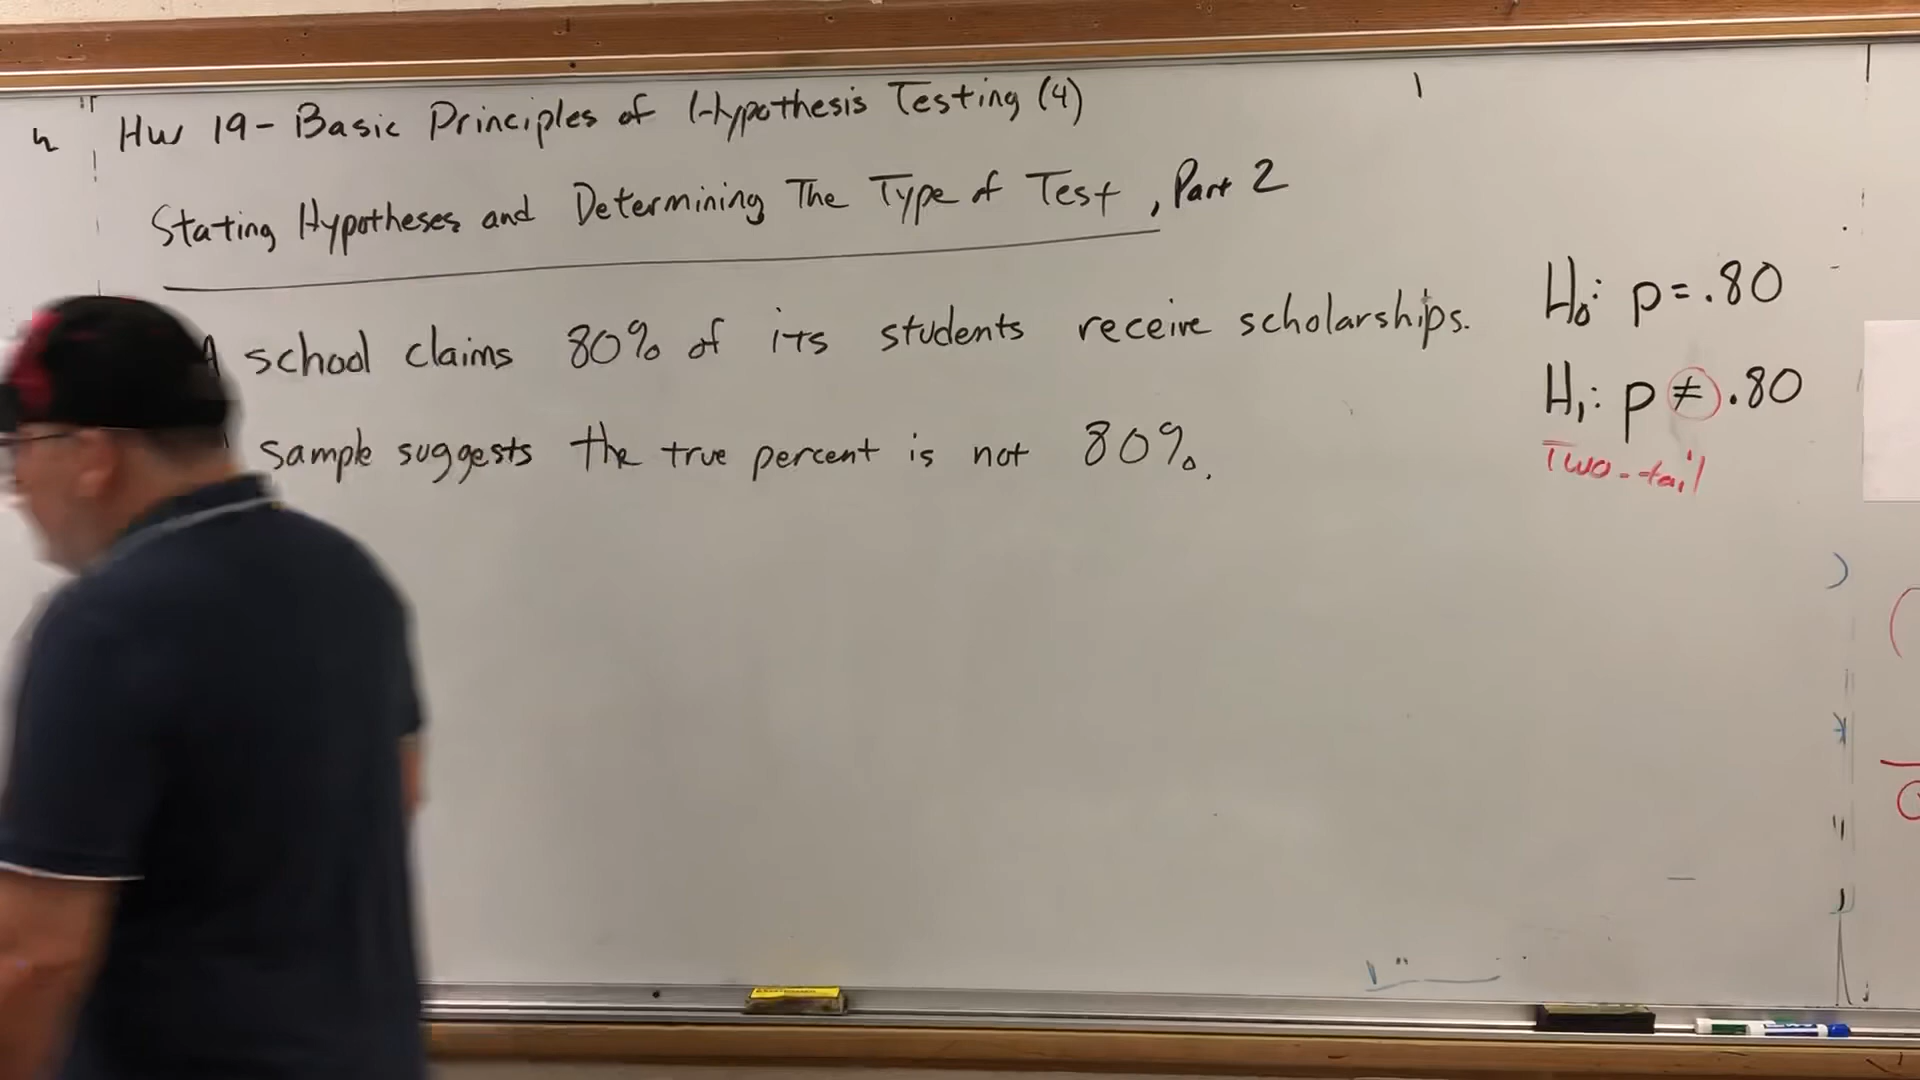 Hw 19 - Basic Principles of Hypothesis Testing (4)
Stating Hypotheses and Determining The Type of Test, Part 2
A school claims 80% of its students receive scholarships.
sample suggests the true percent is not 80%.
H₀: p = .80
H₁: p ≠ .80
Two-tail